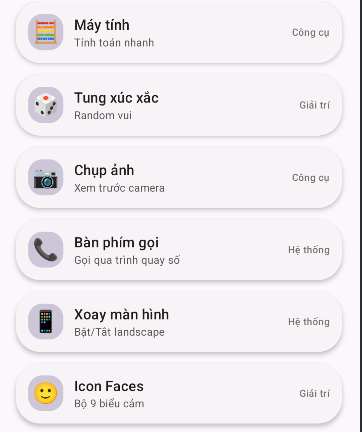 Máy tính
Tính toán nhanh
Công cụ
Tung xúc xắc
Random vui
Giải trí
Chụp ảnh
Xem trước camera
Công cụ
Bàn phím gọi
Gọi qua trình quay số
Hệ thống
Xoay màn hình
Bật/Tắt landscape
Hệ thống
Icon Faces
Bộ 9 biểu cảm
Giải trí